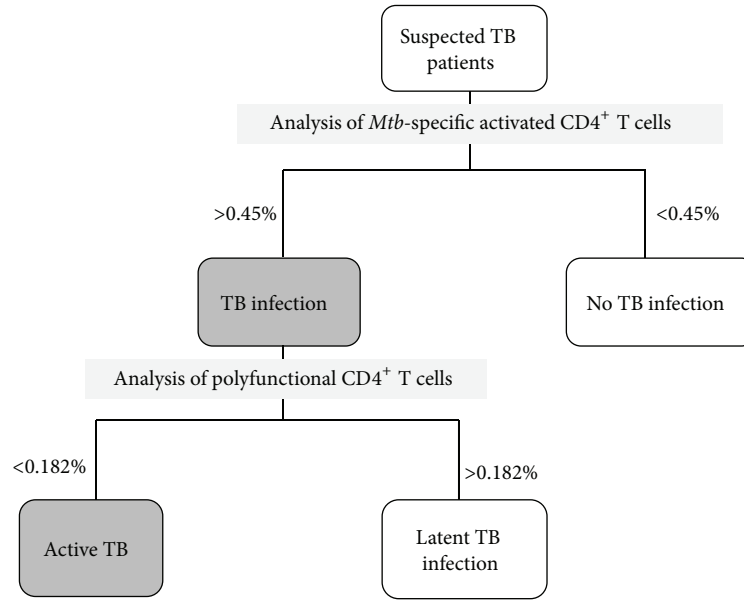 Suspected TB
patients
Analysis of Mtb-specific activated CD4⁺ T cells
>0.45%
<0.45%
TB infection
No TB infection
Analysis of polyfunctional CD4⁺ T cells
<0.182%
>0.182%
Active TB
Latent TB
infection